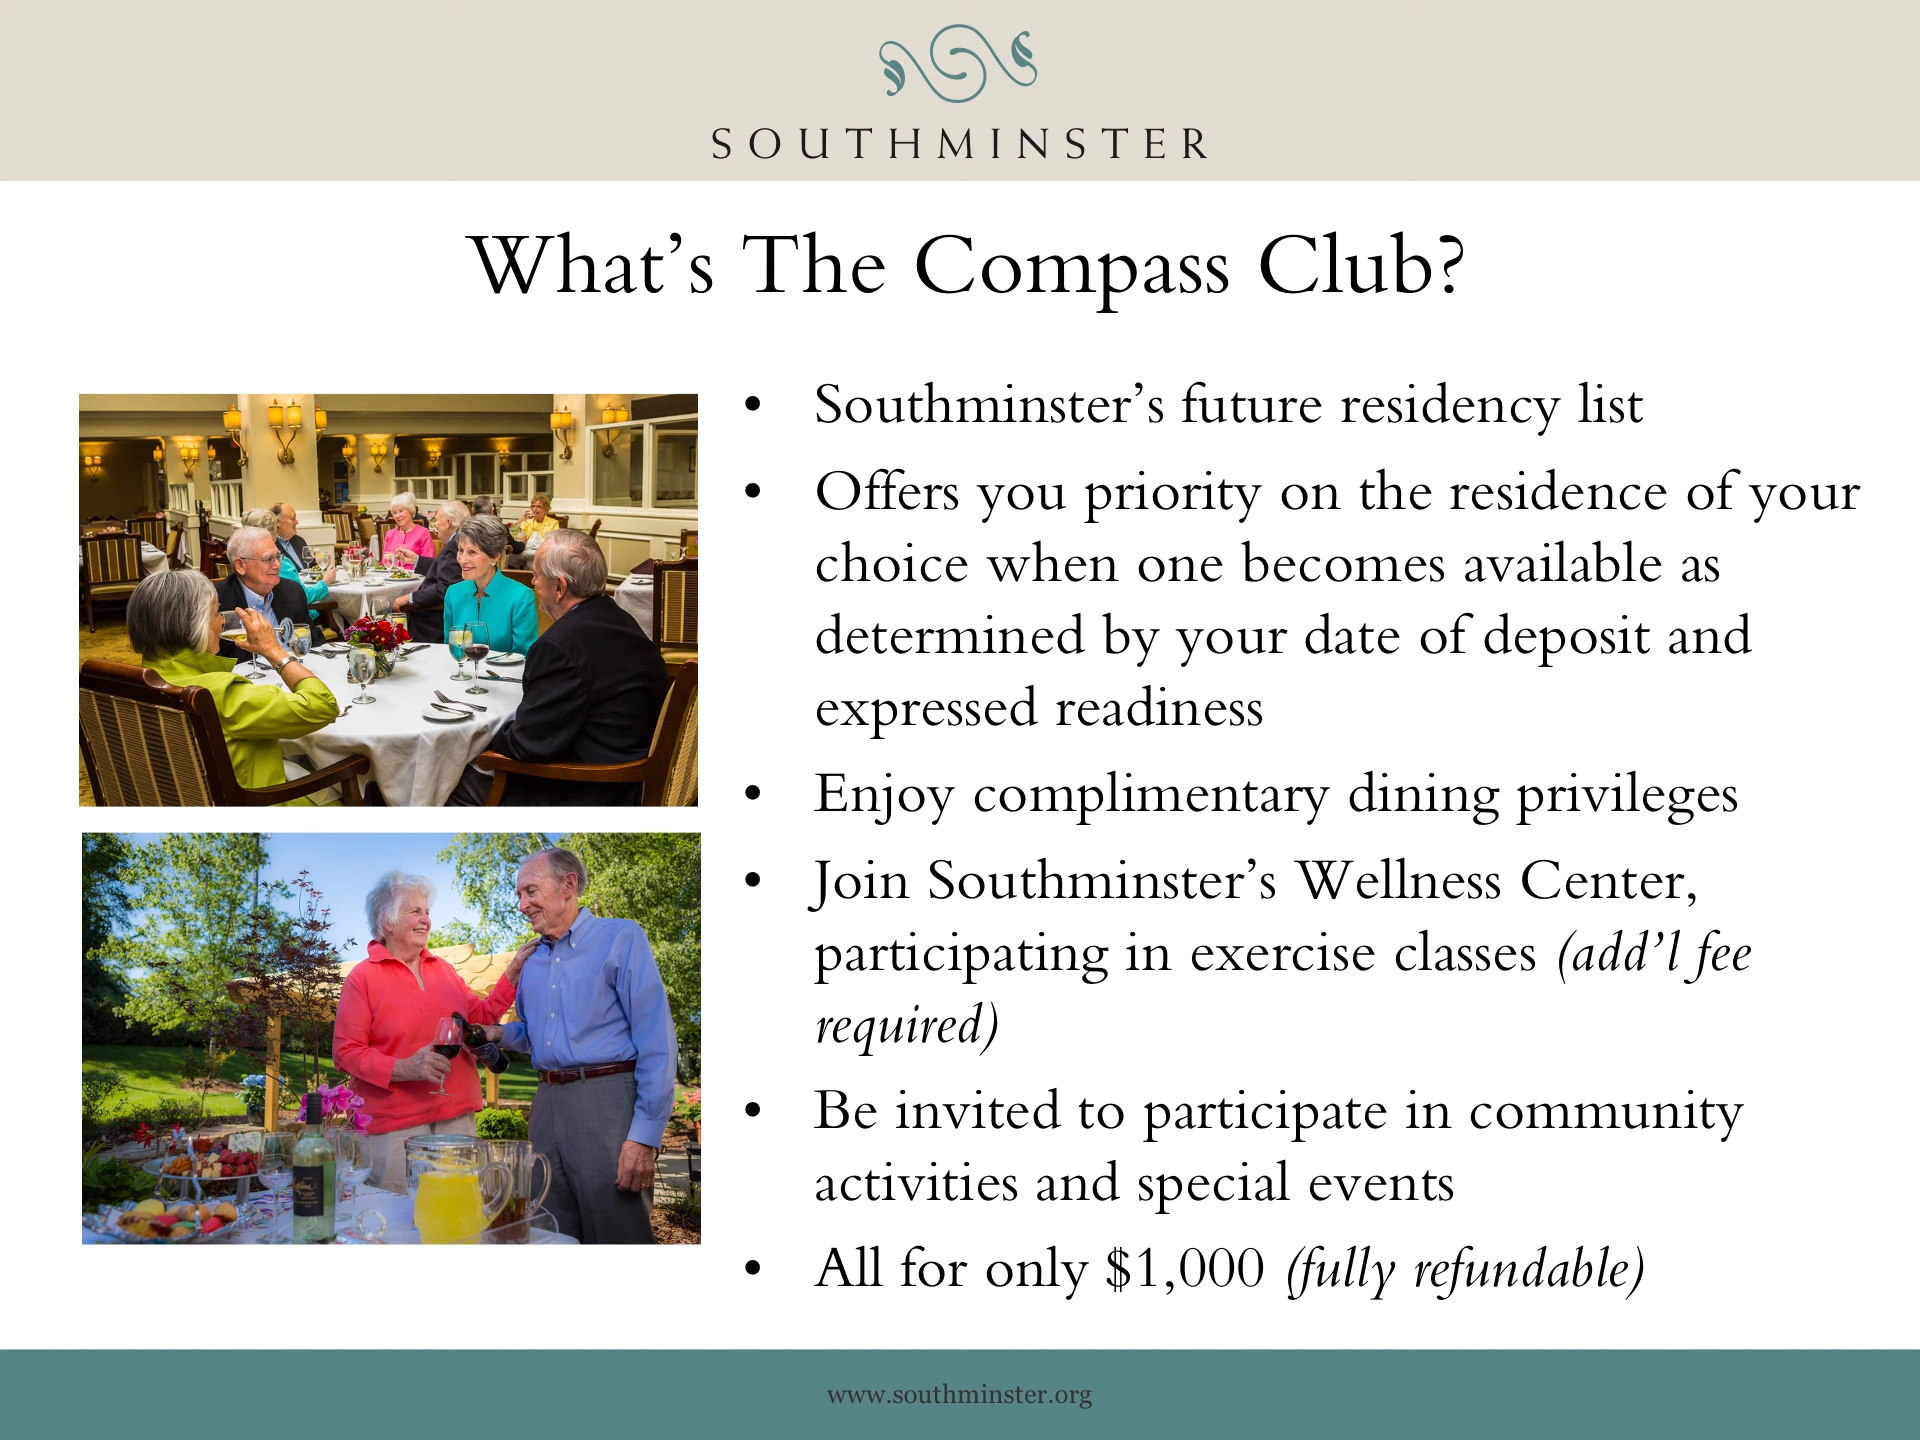 SOUTHMINSTER
What’s The Compass Club?
• Southminster’s future residency list
• Offers you priority on the residence of your
choice when one becomes available as
determined by your date of deposit and
expressed readiness
• Enjoy complimentary dining privileges
• Join Southminster’s Wellness Center,
participating in exercise classes (add’l fee
required)
• Be invited to participate in community
activities and special events
• All for only $1,000 (fully refundable)
www.southminster.org